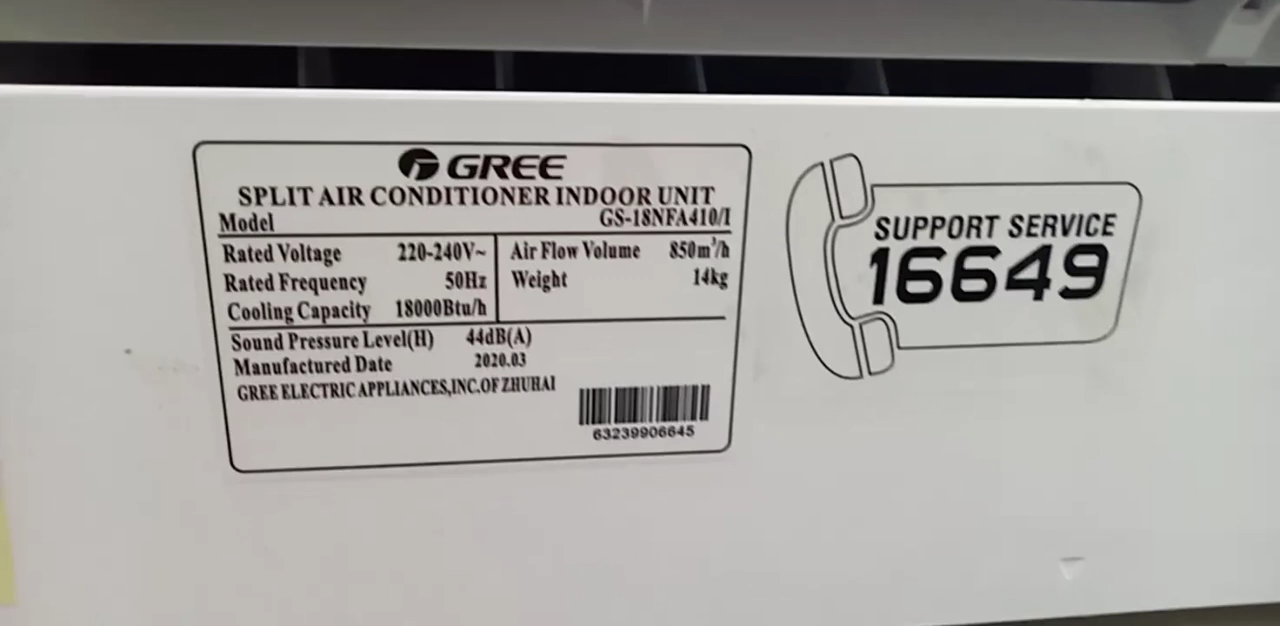 GREE
SPLIT AIR CONDITIONER INDOOR UNIT
Model GS-18NFA410/I
Rated Voltage 220-240V~ Air Flow Volume 850m³/h
Rated Frequency 50Hz Weight 14kg
Cooling Capacity 18000Btu/h
Sound Pressure Level(H) 44dB(A)
Manufactured Date 2020.03
GREE ELECTRIC APPLIANCES,INC.OF ZHUHAI
63239906645
SUPPORT SERVICE
16649